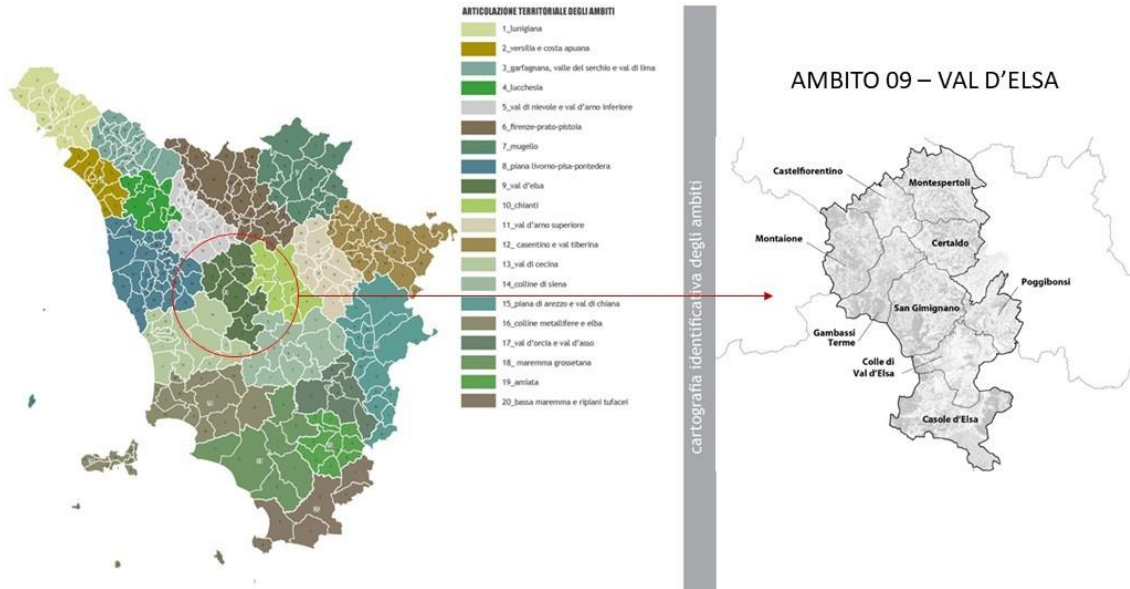 ARTICOLAZIONE TERRITORIALE DEGLI AMBITI
1_lunigiana
2_versilia e costa apuana
3_garfagnana, valle del serchio e val di lima
4_lucchesia
5_val di nievole e val d'arno inferiore
6_firenze-prato-pistoia
7_mugello
8_piana livorno-pisa-pontedera
9_val d'elsa
10_chianti
11_val d'arno superiore
12_ casentino e val tiberina
13_val di cecina
14_colline di siena
15_piana di arezzo e val di chiana
16_colline metallifere e elba
17_val d'orcia e val d'asso
18_ maremma grossetana
19_amiata
20_bassa maremma e ripiani tufacei
cartografia identificativa degli ambiti
AMBITO 09 – VAL D'ELSA
Castelfiorentino
Montespertoli
Montaione
Certaldo
Poggibonsi
San Gimignano
Gambassi
Terme
Colle di
Val d'Elsa
Casole d'Elsa